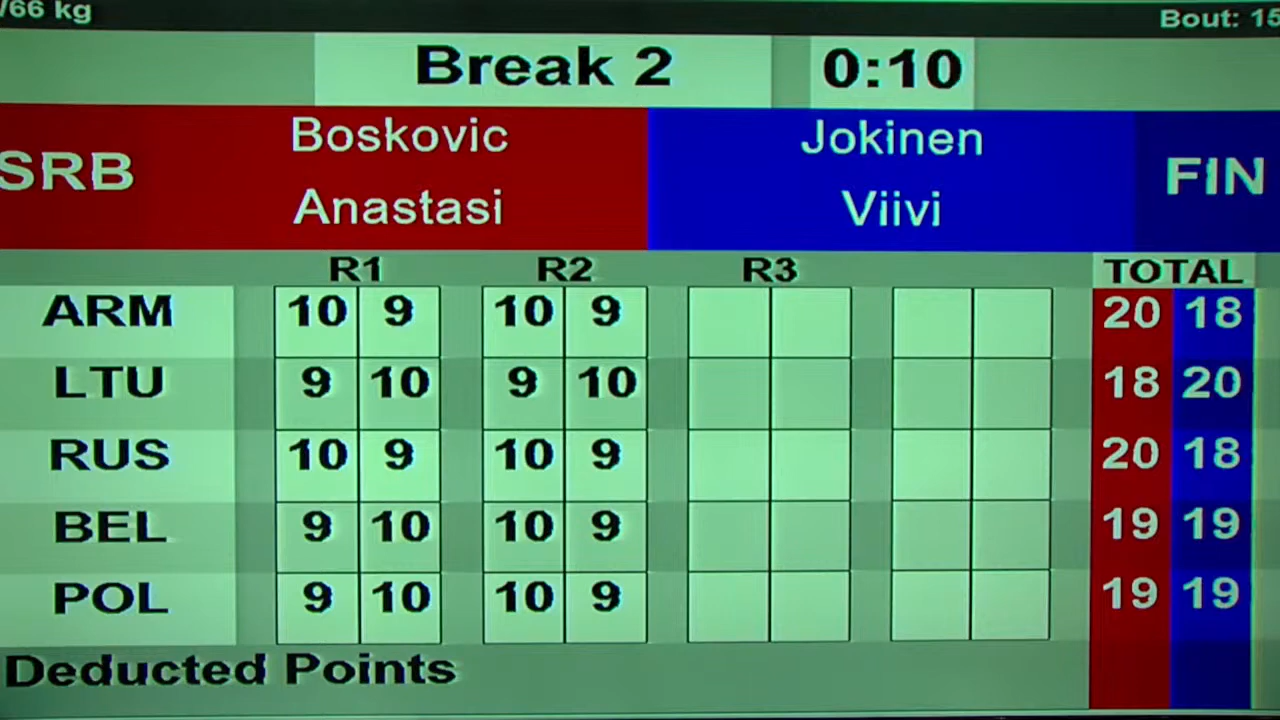 /66 kg Bout: 15
Break 2 0:10
SRB Boskovic Anastasi Jokinen Viivi FIN
R1 R2 R3 TOTAL
ARM 10 9 10 9 20 18
LTU 9 10 9 10 18 20
RUS 10 9 10 9 20 18
BEL 9 10 10 9 19 19
POL 9 10 10 9 19 19
Deducted Points